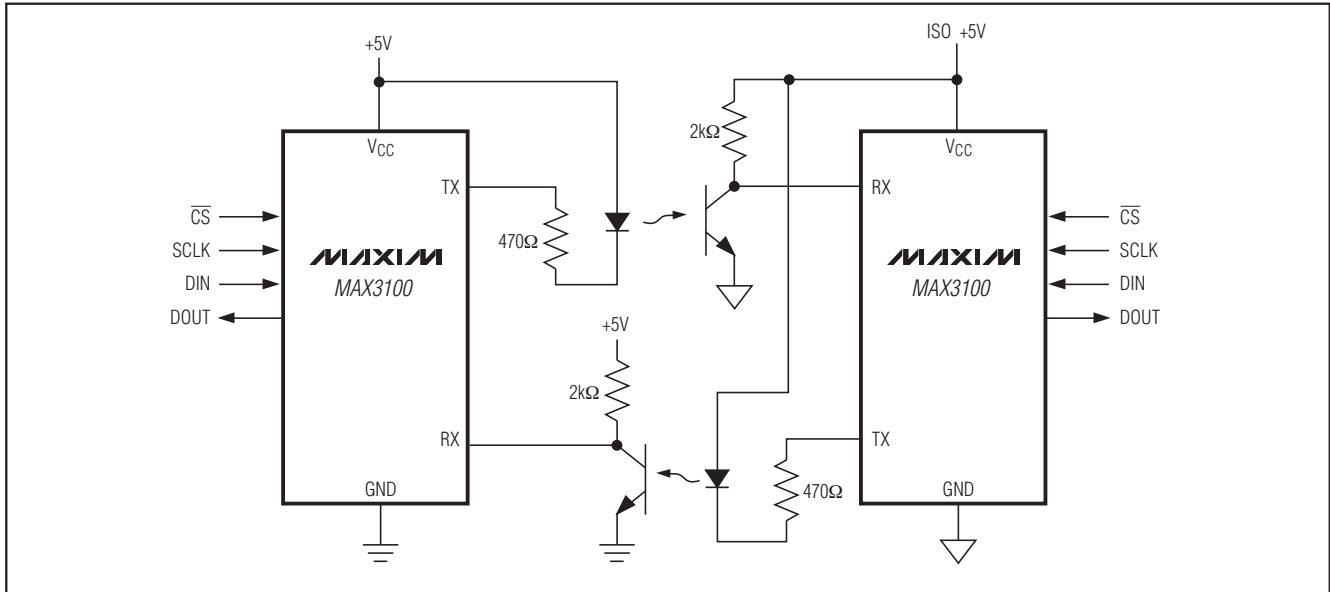 +5V
ISO +5V
2kΩ
VCC
VCC
TX
RX
CS
SCLK
DIN
DOUT
470Ω
MAXIM
MAX3100
MAXIM
MAX3100
CS
SCLK
DIN
DOUT
+5V
2kΩ
RX
TX
470Ω
GND
GND